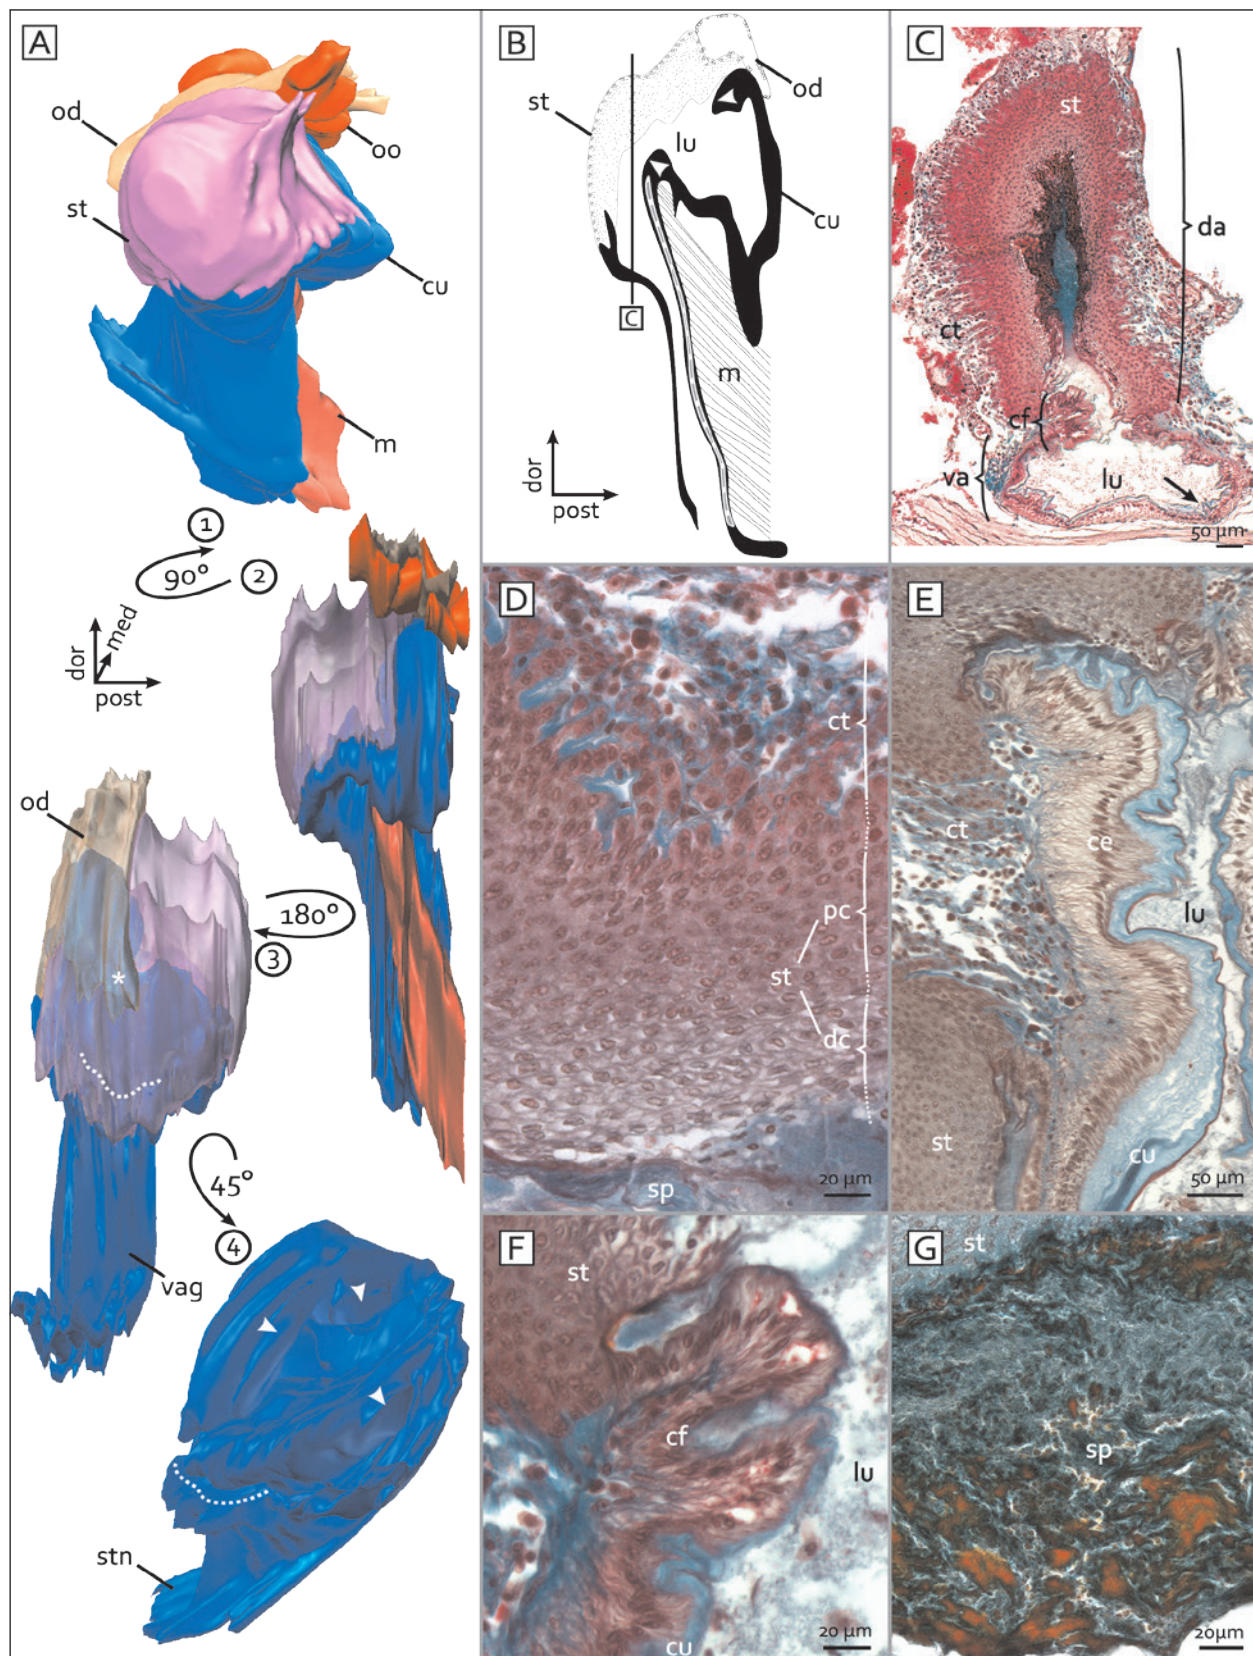 A
od
oo
st
cu
m
1
90°
2
dor
med
post
od
180°
3
*
45°
4
vag
stn
B
od
st
lu
cu
C
m
dor
post
C
st
da
ct
cf
va
lu
50 µm
D
ct
pc
st
dc
sp
20 µm
E
ct
ce
lu
st
cu
50 µm
F
st
cf
lu
cu
20 µm
G
st
sp
20µm